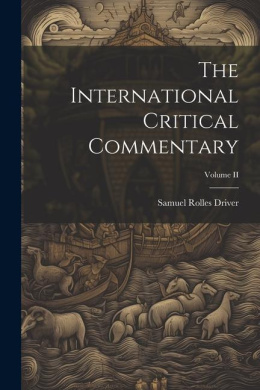 The
International
Critical
Commentary
Volume II
Samuel Rolles Driver